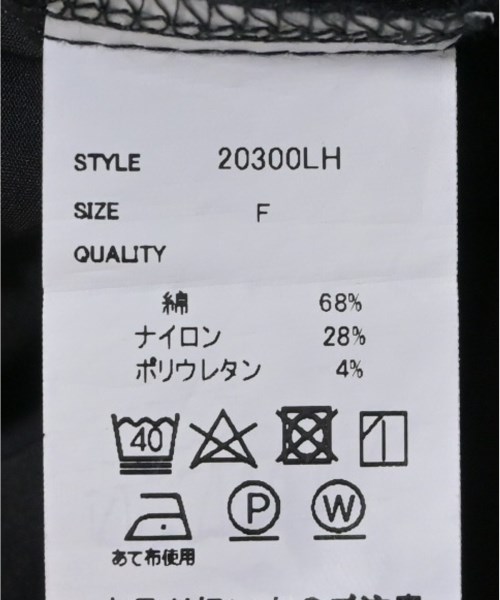 STYLE 20300LH
SIZE F
QUALITY
綿 68%
ナイロン 28%
ポリウレタン 4%
40
P W
あて布使用